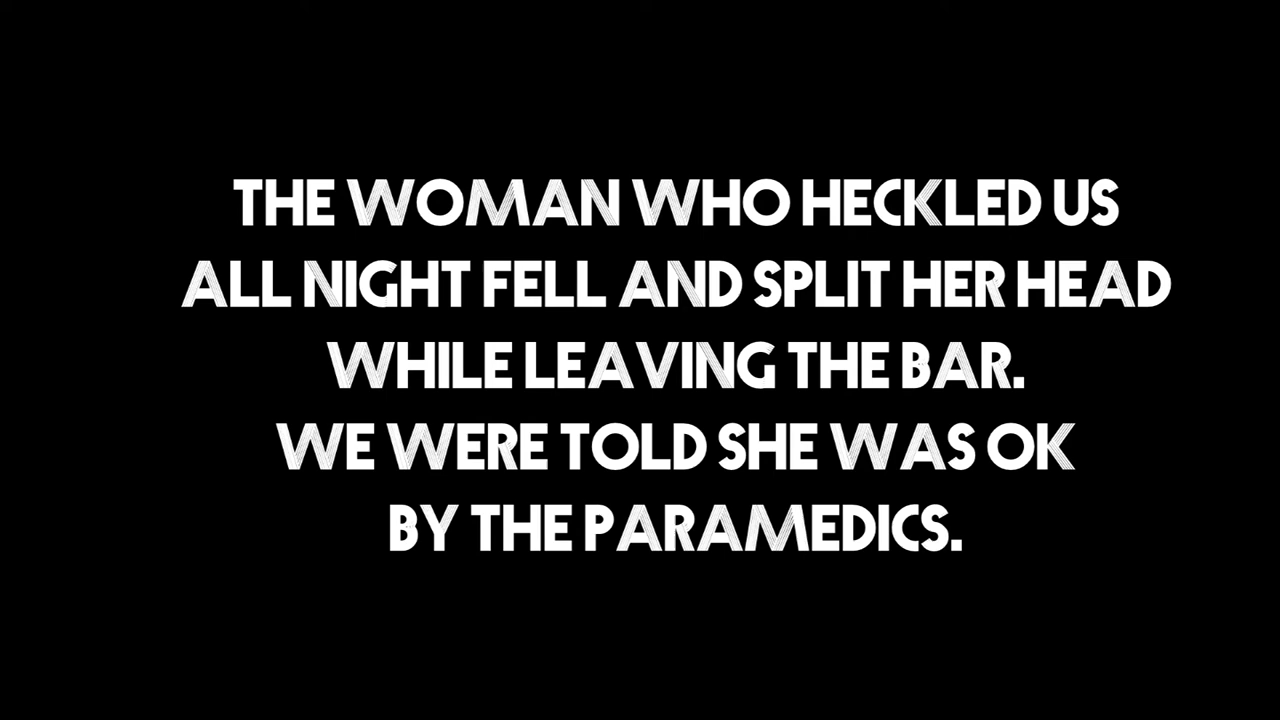 THE WOMAN WHO HECKLED US
ALL NIGHT FELL AND SPLIT HER HEAD
WHILE LEAVING THE BAR.
WE WERE TOLD SHE WAS OK
BY THE PARAMEDICS.